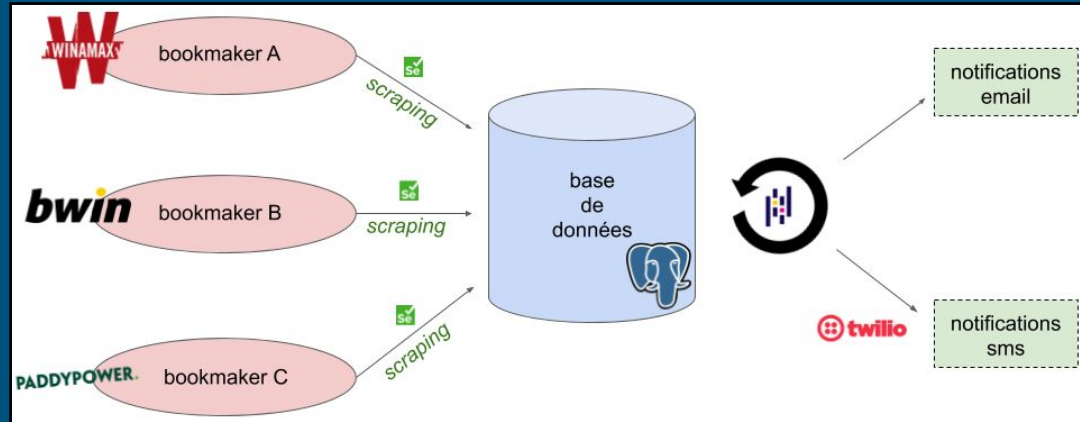 WINAMAX
bookmaker A
Se
scraping
bwin
bookmaker B
Se
scraping
PADDYPOWER.
bookmaker C
Se
scraping
base
de
données
notifications
email
twilio
notifications
sms